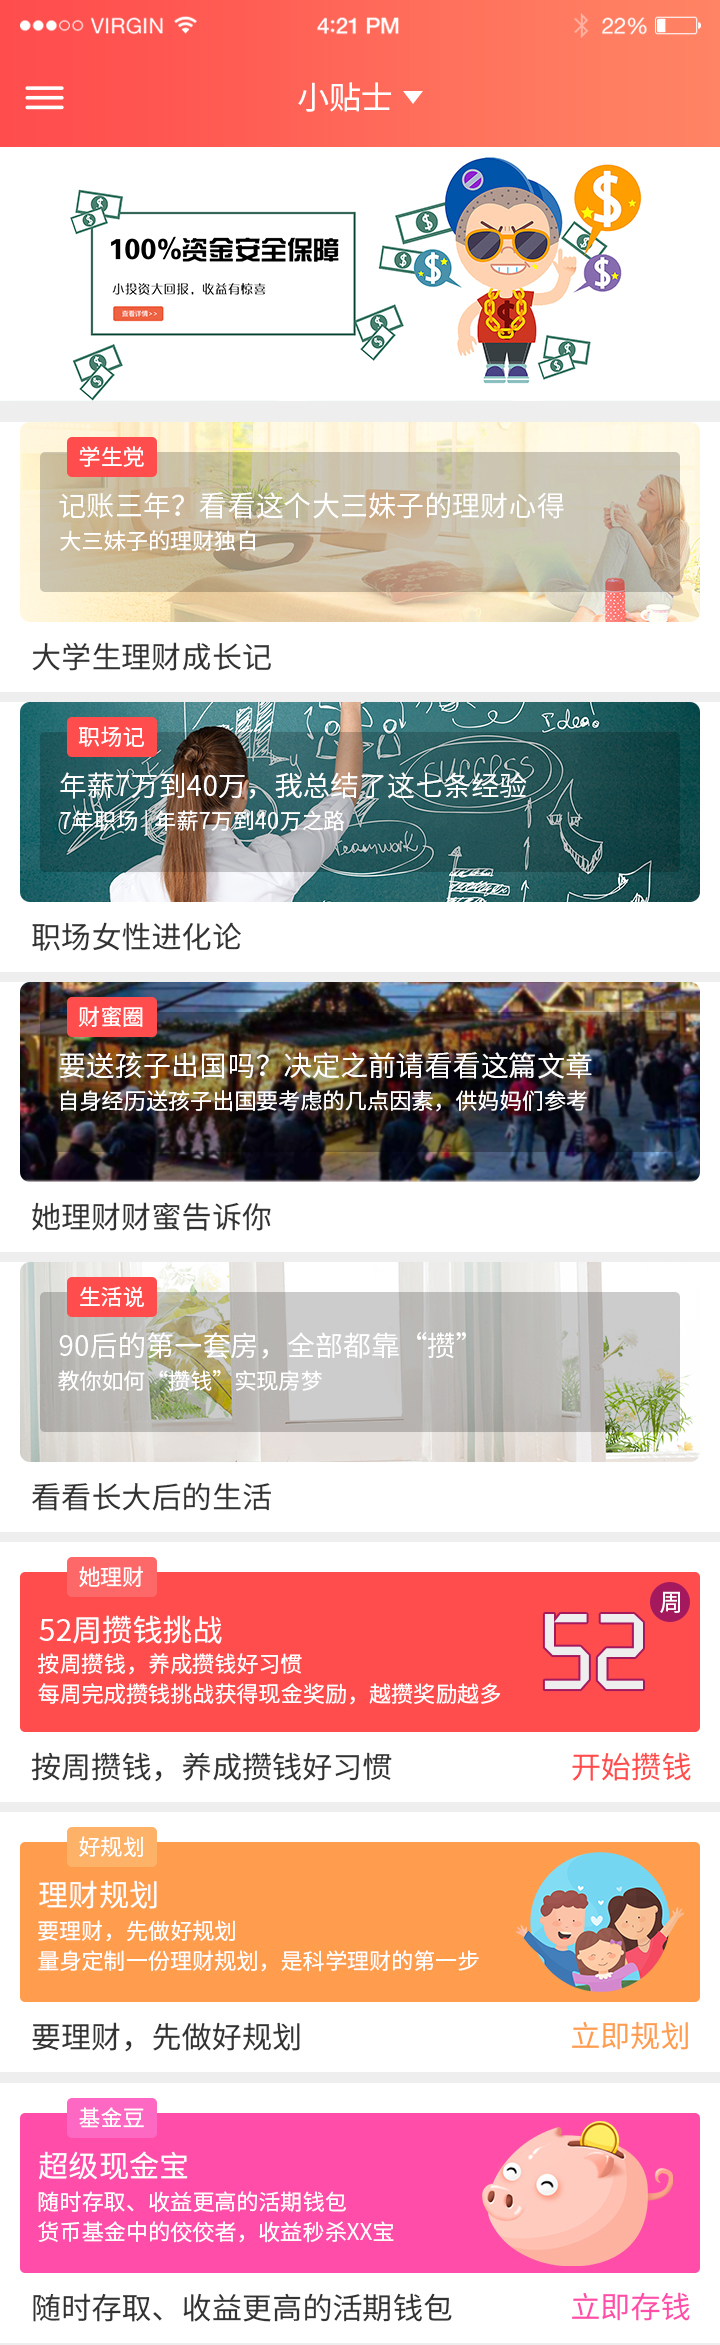 VIRGIN 4:21 PM 22%
小贴士
100%资金安全保障
小投资大回报，收益有惊喜
查看详情>>
学生党
记账三年？看看这个大三妹子的理财心得
大三妹子的理财独白
大学生理财成长记
职场记
年薪7万到40万，我总结了这七条经验
7年职场|年薪7万到40万之路
Idea
success
teamwork
职场女性进化论
财蜜圈
要送孩子出国吗？决定之前请看看这篇文章
自身经历送孩子出国要考虑的几点因素，供妈妈们参考
她理财财蜜告诉你
生活说
90后的第一套房，全部都靠“攒”
教你如何“攒钱”实现房梦
看看长大后的生活
她理财
周
52周攒钱挑战
52
按周攒钱，养成攒钱好习惯
每周完成攒钱挑战获得现金奖励，越攒奖励越多
按周攒钱，养成攒钱好习惯 开始攒钱
好规划
理财规划
要理财，先做好规划
量身定制一份理财规划，是科学理财的第一步
要理财，先做好规划 立即规划
基金豆
超级现金宝
随时存取、收益更高的活期钱包
货币基金中的佼佼者，收益秒杀XX宝
随时存取、收益更高的活期钱包 立即存钱